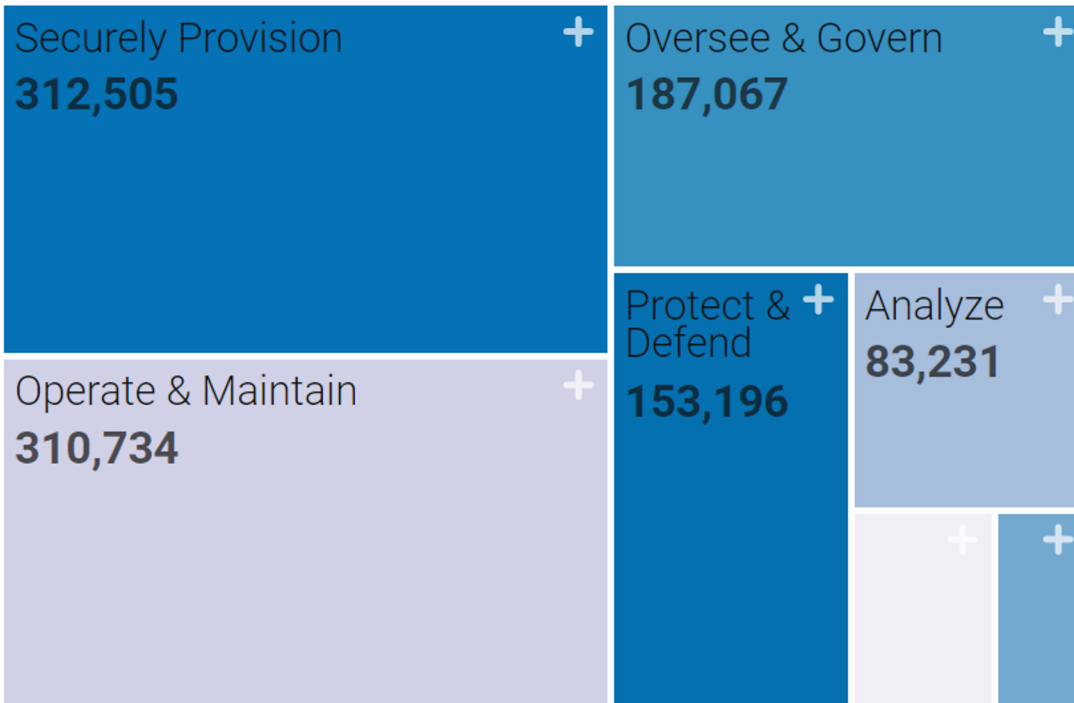 Securely Provision
312,505
Oversee & Govern
187,067
Operate & Maintain
310,734
Protect &
Defend
153,196
Analyze
83,231